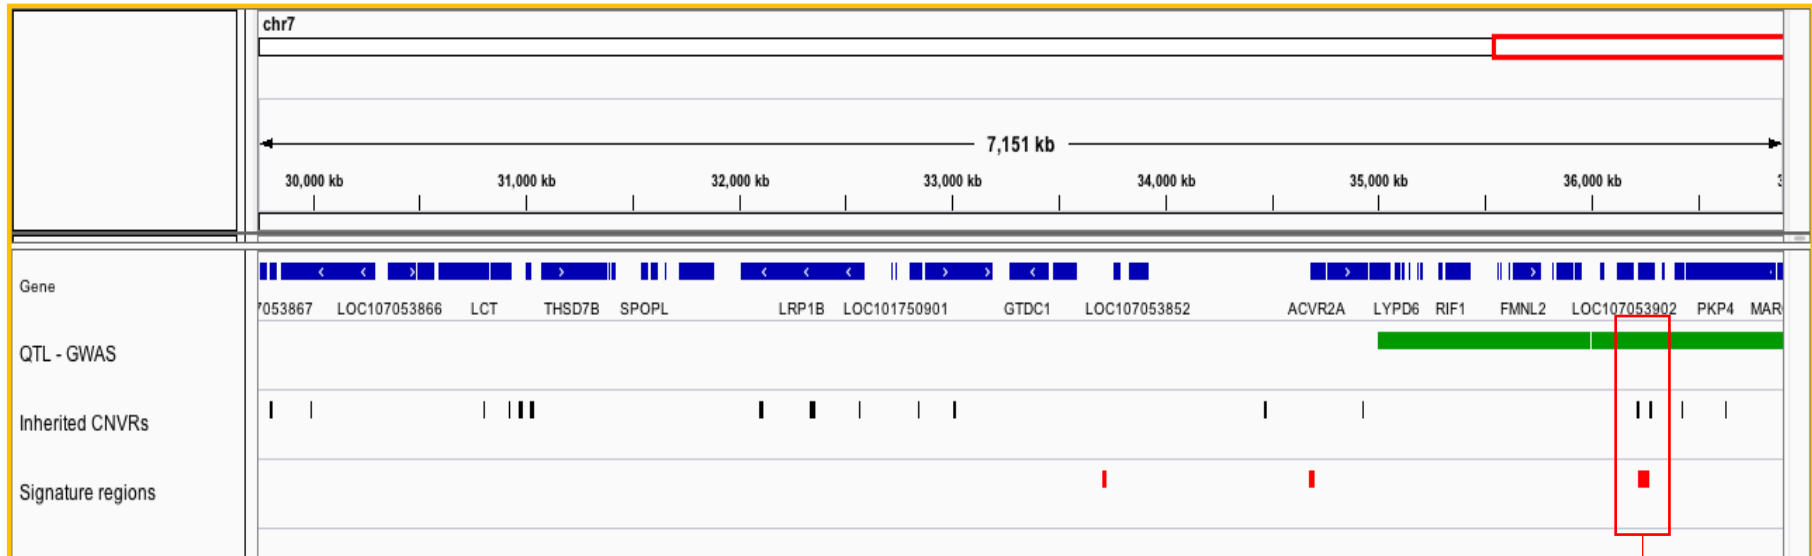 chr7
7,151 kb
30,000 kb 31,000 kb 32,000 kb 33,000 kb 34,000 kb 35,000 kb 36,000 kb 3
Gene
7053867 LOC107053866 LCT THSD7B SPOPL LRP1B LOC101750901 GTDC1 LOC107053852 ACVR2A LYPD6 RIF1 FMNL2 LOC107053902 PKP4 MAR
QTL - GWAS
Inherited CNVRs
Signature regions